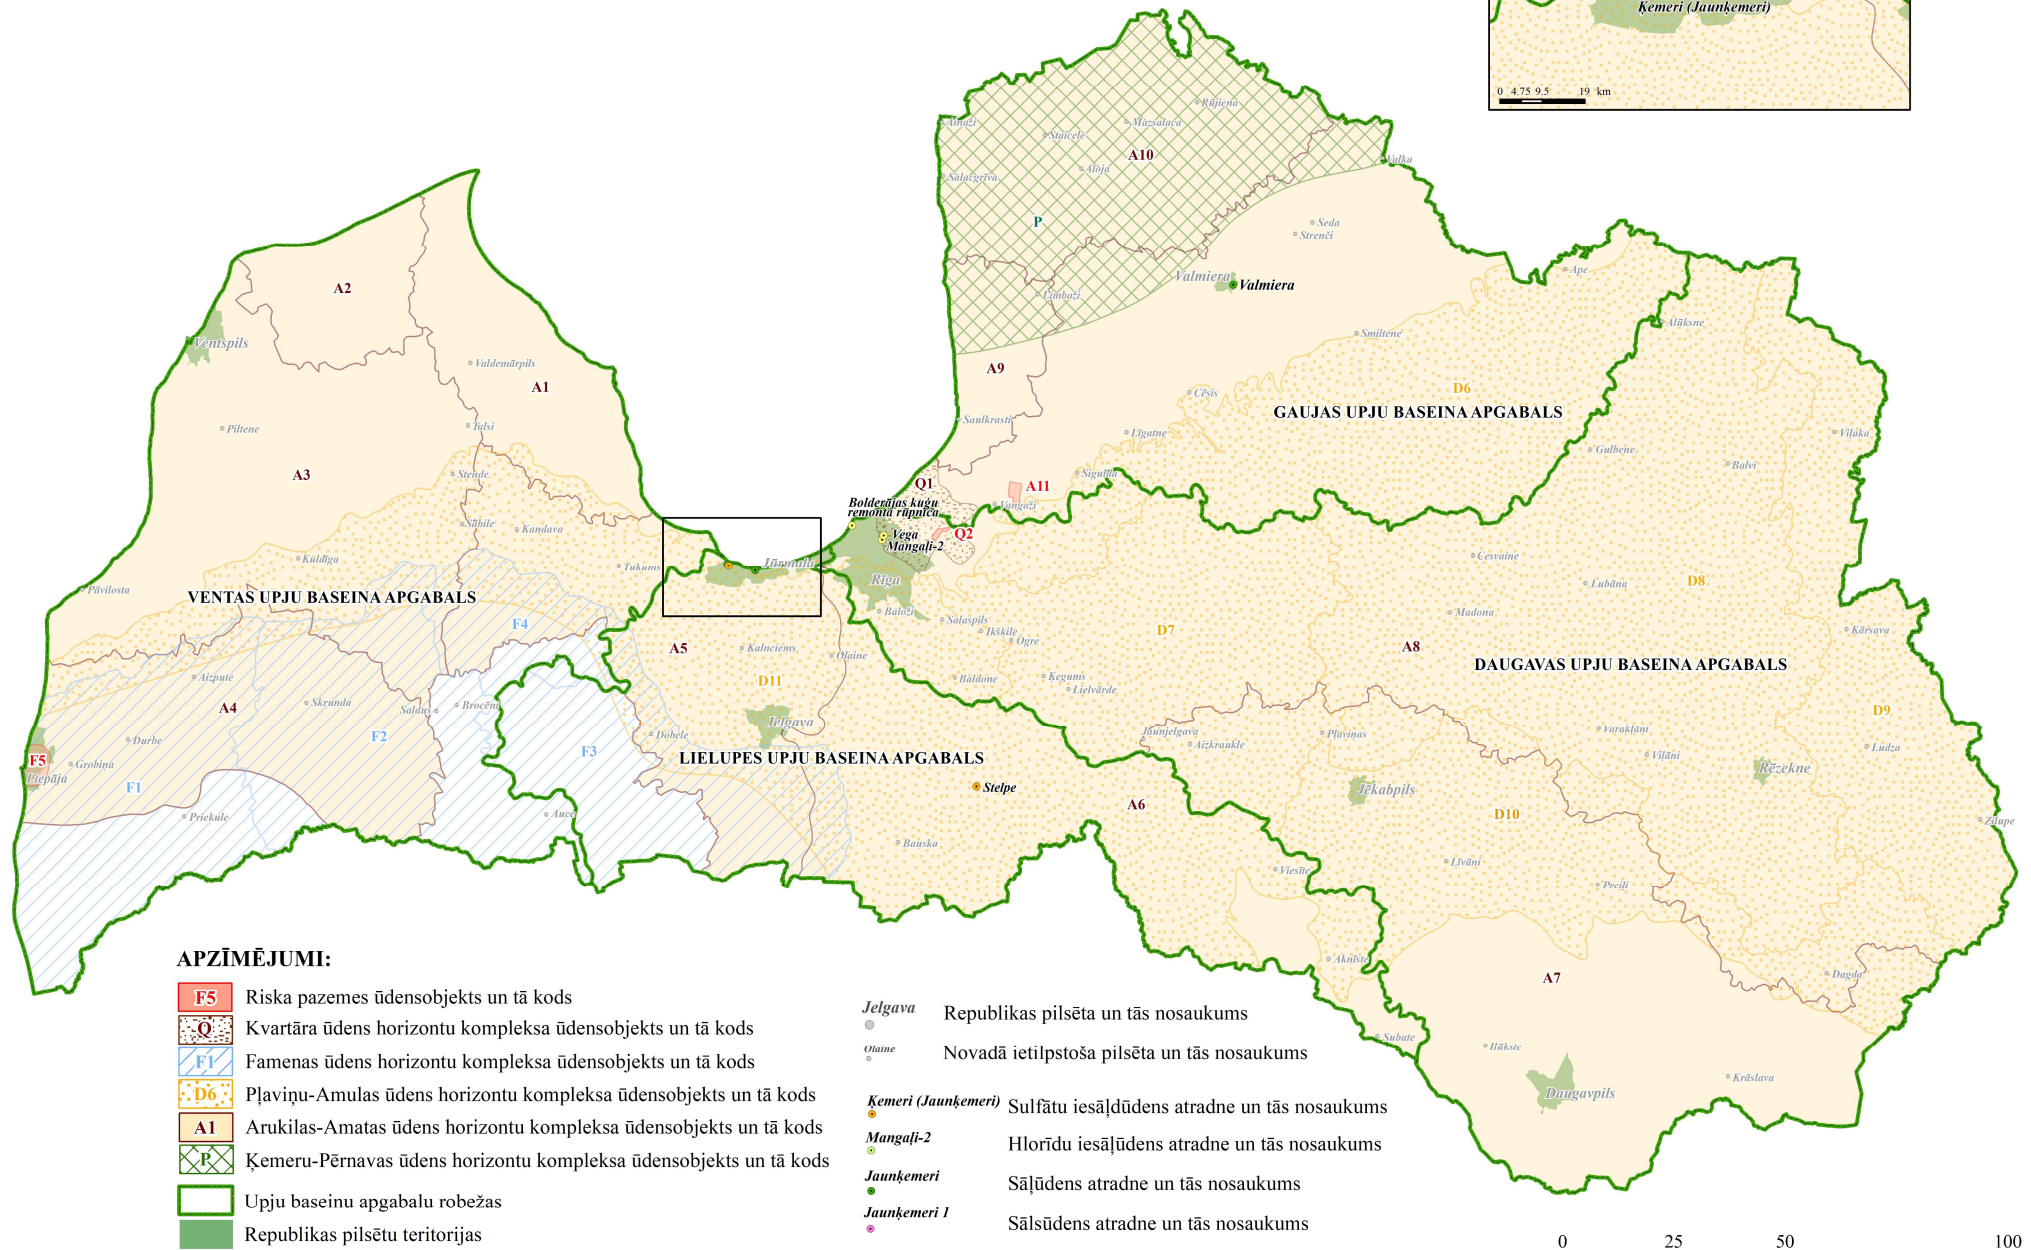 Ķemeri (Jaunķemeri)
0 4.75 9.5 19 km
Rūjiena
Ainaži
Mazsalaca
Staicele
A10
Valka
Aloja
Salacgrīva
P
Seda
Strenči
Ape
Valmiera
Valmiera
A2
Limbaži
Alūksne
Smiltene
Ventspils
Valdemārpils
A9
A1
D6
Cēsis
GAUJAS UPJU BASEINA APGABALS
Saulkrasti
Talsi
Piltene
Līgatne
Viļaka
Gulbene
Balvi
A3
Stende
Sigulda
Q1
A11
Bolderājas kuģu
remonta rūpnīca
Vangaži
Sabile
Kandava
Vega
Mangaļi-2
Q2
Kuldīga
Tukums
Jūrmala
Cesvaine
Rīga
Lubāna
D8
Pāvilosta
VENTAS UPJU BASEINA APGABALS
Baloži
Madona
Salaspils
F4
Ikšķile
Ogre
D7
Kārsava
A5
Kalnciems
Olaine
A8
DAUGAVAS UPJU BASEINA APGABALS
Aizpute
D11
Baldone
Ķegums
Lielvārde
A4
Skrunda
Saldus
Brocēni
Jelgava
D9
Durbe
F2
Dobele
Jaunjelgava
Aizkraukle
Pļaviņas
Varakļāni
F3
Viļāni
Ludza
F5
Grobiņa
LIELUPES UPJU BASEINA APGABALS
Rēzekne
Liepāja
F1
Stelpe
Jēkabpils
A6
Priekule
Auce
D10
Zilupe
Bauska
Līvāni
Viesīte
Preiļi
Aknīste
A7
Dagda
Subate
Ilūkste
Krāslava
Daugavpils
APZĪMĒJUMI:
F5 Riska pazemes ūdensobjekts un tā kods
Q Kvartāra ūdens horizontu kompleksa ūdensobjekts un tā kods
F1 Famenas ūdens horizontu kompleksa ūdensobjekts un tā kods
D6 Pļaviņu-Amulas ūdens horizontu kompleksa ūdensobjekts un tā kods
A1 Arukilas-Amatas ūdens horizontu kompleksa ūdensobjekts un tā kods
P Ķemeru-Pērnavas ūdens horizontu kompleksa ūdensobjekts un tā kods
Upju baseinu apgabalu robežas
Republikas pilsētu teritorijas
Jelgava Republikas pilsēta un tās nosaukums
Olaine Novadā ietilpstoša pilsēta un tās nosaukums
Ķemeri (Jaunķemeri) Sulfātu iesāļdūdens atradne un tās nosaukums
Mangaļi-2 Hlorīdu iesāļūdens atradne un tās nosaukums
Jaunķemeri Sāļūdens atradne un tās nosaukums
Jaunķemeri 1 Sālsūdens atradne un tās nosaukums
0 25 50 100